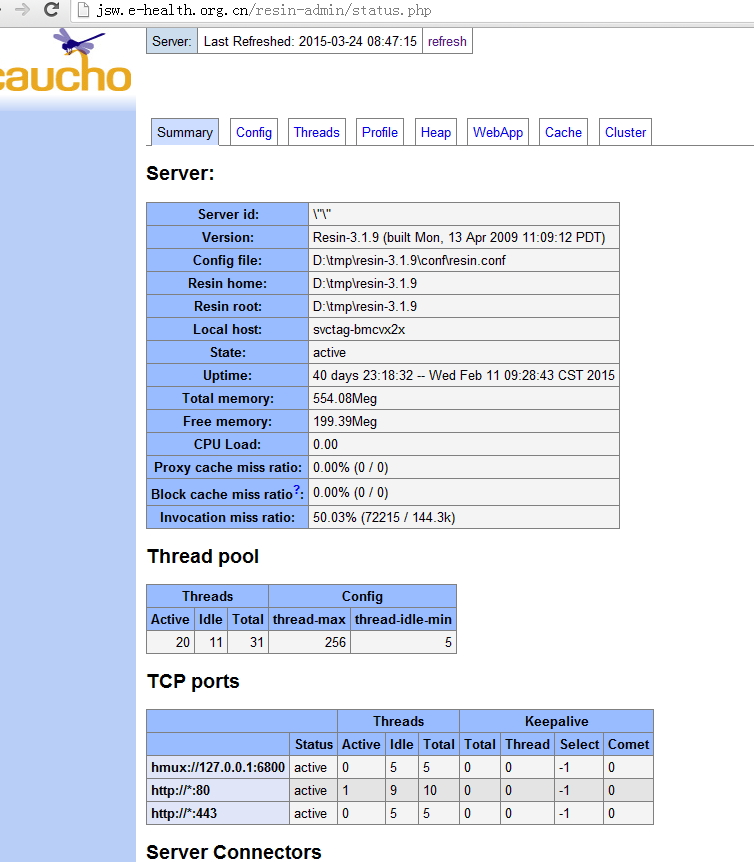 jsw.e-health.org.cn/resin-admin/status.php
caucho
Server: Last Refreshed: 2015-03-24 08:47:15 refresh
Summary Config Threads Profile Heap WebApp Cache Cluster
Server:
Server id: \"\"
Version: Resin-3.1.9 (built Mon, 13 Apr 2009 11:09:12 PDT)
Config file: D:\tmp\resin-3.1.9\conf\resin.conf
Resin home: D:\tmp\resin-3.1.9
Resin root: D:\tmp\resin-3.1.9
Local host: svctag-bmcvx2x
State: active
Uptime: 40 days 23:18:32 -- Wed Feb 11 09:28:43 CST 2015
Total memory: 554.08Meg
Free memory: 199.39Meg
CPU Load: 0.00
Proxy cache miss ratio: 0.00% (0 / 0)
Block cache miss ratio?: 0.00% (0 / 0)
Invocation miss ratio: 50.03% (72215 / 144.3k)
Thread pool
Threads Config
Active Idle Total thread-max thread-idle-min
20 11 31 256 5
TCP ports
Threads Keepalive
Status Active Idle Total Total Thread Select Comet
hmux://127.0.0.1:6800 active 0 5 5 0 0 -1 0
http://*:80 active 1 9 10 0 0 -1 0
http://*:443 active 0 5 5 0 0 -1 0
Server Connectors